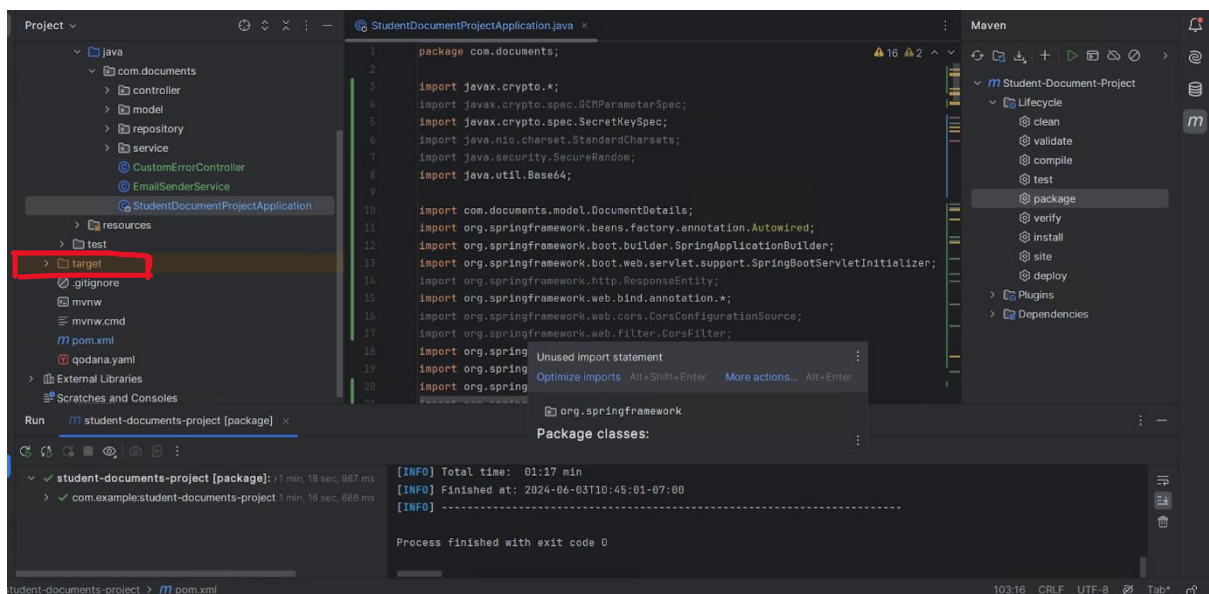 Project
java
com.documents
controller
model
repository
service
CustomErrorController
EmailSenderService
StudentDocumentProjectApplication
resources
test
target
.gitignore
mvnw
mvnw.cmd
m pom.xml
qodana.yaml
External Libraries
Scratches and Consoles
StudentDocumentProjectApplication.java ×
16 2
1 package com.documents;
2
3 import javax.crypto.*;
4 import javax.crypto.spec.GCMParameterSpec;
5 import javax.crypto.spec.SecretKeySpec;
6 import java.nio.charset.StandardCharsets;
7 import java.security.SecureRandom;
8 import java.util.Base64;
9
10 import com.documents.model.DocumentDetails;
11 import org.springframework.beans.factory.annotation.Autowired;
12 import org.springframework.boot.builder.SpringApplicationBuilder;
13 import org.springframework.boot.web.servlet.support.SpringBootServletInitializer;
14 import org.springframework.http.ResponseEntity;
15 import org.springframework.web.bind.annotation.*;
16 import org.springframework.web.cors.CorsConfigurationSource;
17 import org.springframework.web.filter.CorsFilter;
18 import org.spring
19 import org.spring
20 import org.spring
21
Unused import statement
Optimize imports Alt+Shift+Enter More actions... Alt+Enter
org.springframework
Package classes:
Maven
m Student-Document-Project
Lifecycle
clean
validate
compile
test
package
verify
install
site
deploy
Plugins
Dependencies
m
Run m student-documents-project [package] ×
student-documents-project [package]: 1 min, 18 sec, 987 ms
com.example:student-documents-project 1 min, 16 sec, 686 ms
[INFO] Total time: 01:17 min
[INFO] Finished at: 2024-06-03T10:45:01-07:00
[INFO] ------------------------------------------------------------------------
Process finished with exit code 0
tudent-documents-project > m pom.xml
103:16 CRLF UTF-8 Tab*